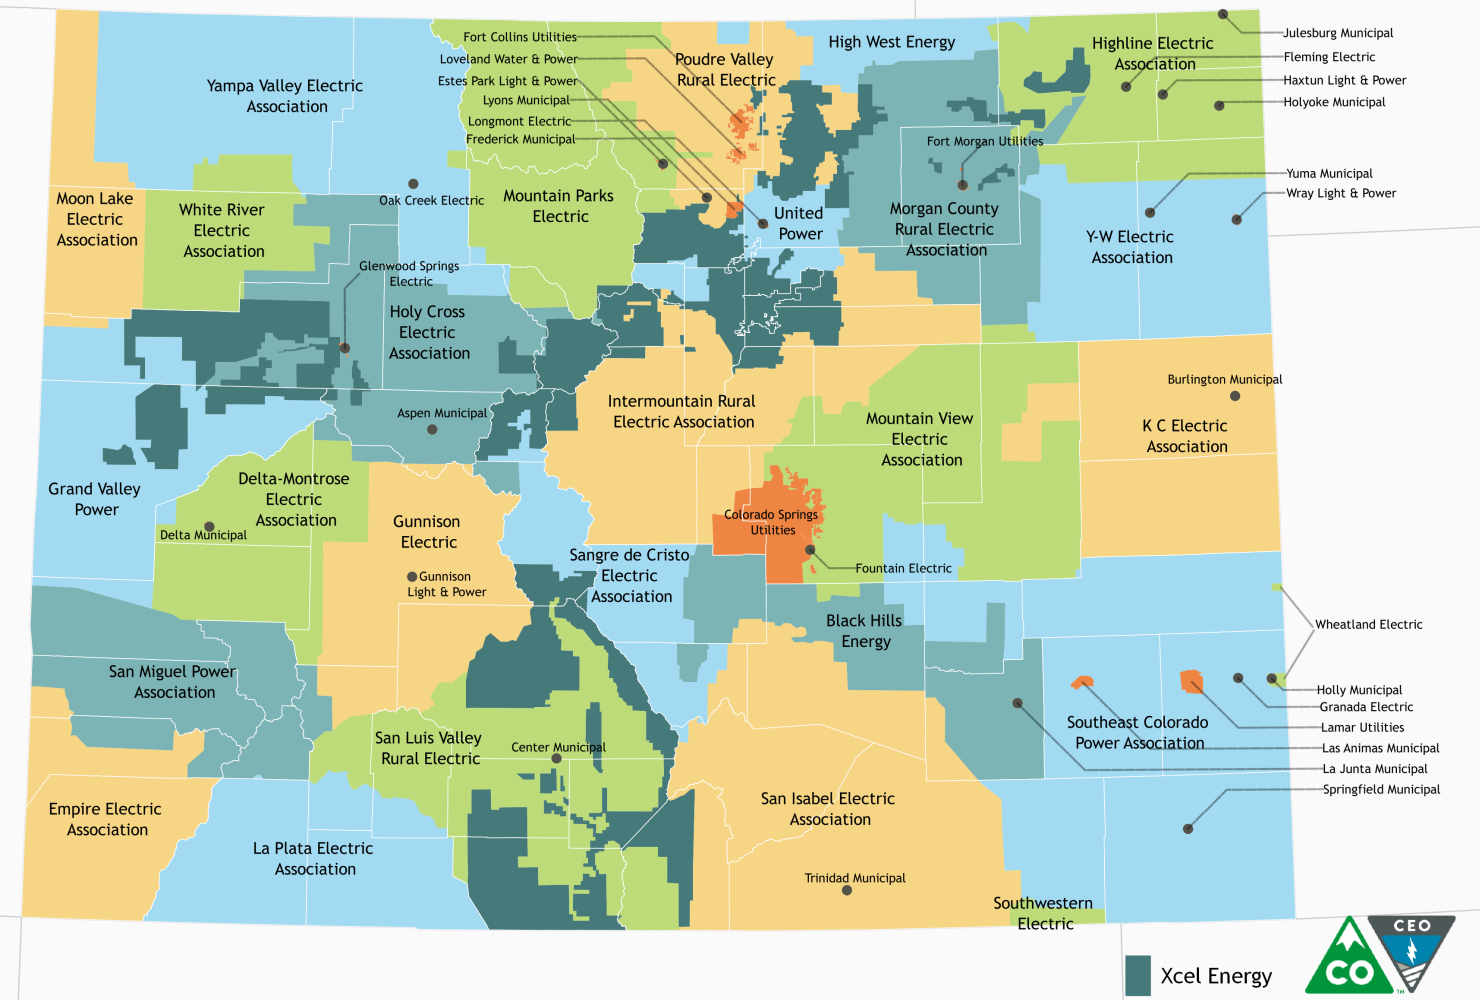 Fort Collins Utilities
Loveland Water & Power
Estes Park Light & Power
Lyons Municipal
Longmont Electric
Frederick Municipal
Poudre Valley
Rural Electric
High West Energy
Highline Electric
Association
Julesburg Municipal
Fleming Electric
Haxtun Light & Power
Holyoke Municipal
Yampa Valley Electric
Association
Fort Morgan Utilities
Yuma Municipal
Wray Light & Power
Moon Lake
Electric
Association
White River
Electric
Association
Oak Creek Electric
Mountain Parks
Electric
United
Power
Morgan County
Rural Electric
Association
Y-W Electric
Association
Glenwood Springs
Electric
Holy Cross
Electric
Association
Burlington Municipal
Aspen Municipal
Intermountain Rural
Electric Association
Mountain View
Electric
Association
K C Electric
Association
Grand Valley
Power
Delta-Montrose
Electric
Association
Delta Municipal
Gunnison
Electric
Colorado Springs
Utilities
Gunnison
Light & Power
Sangre de Cristo
Electric
Association
Fountain Electric
Black Hills
Energy
Wheatland Electric
San Miguel Power
Association
Holly Municipal
Granada Electric
Lamar Utilities
Southeast Colorado
Power Association
Las Animas Municipal
La Junta Municipal
Springfield Municipal
San Luis Valley
Rural Electric
Center Municipal
Empire Electric
Association
San Isabel Electric
Association
La Plata Electric
Association
Trinidad Municipal
Southwestern
Electric
Xcel Energy
CO
TM
CEO